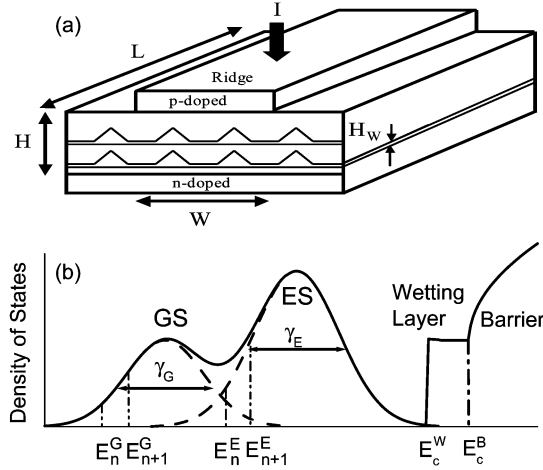 (a)
I
L
Ridge
p-doped
H
H_W
n-doped
W
(b)
Density of States
GS
ES
Wetting
Layer
Barrier
γ_G
γ_E
E_n^G E_{n+1}^G E_n^E E_{n+1}^E E_c^W E_c^B